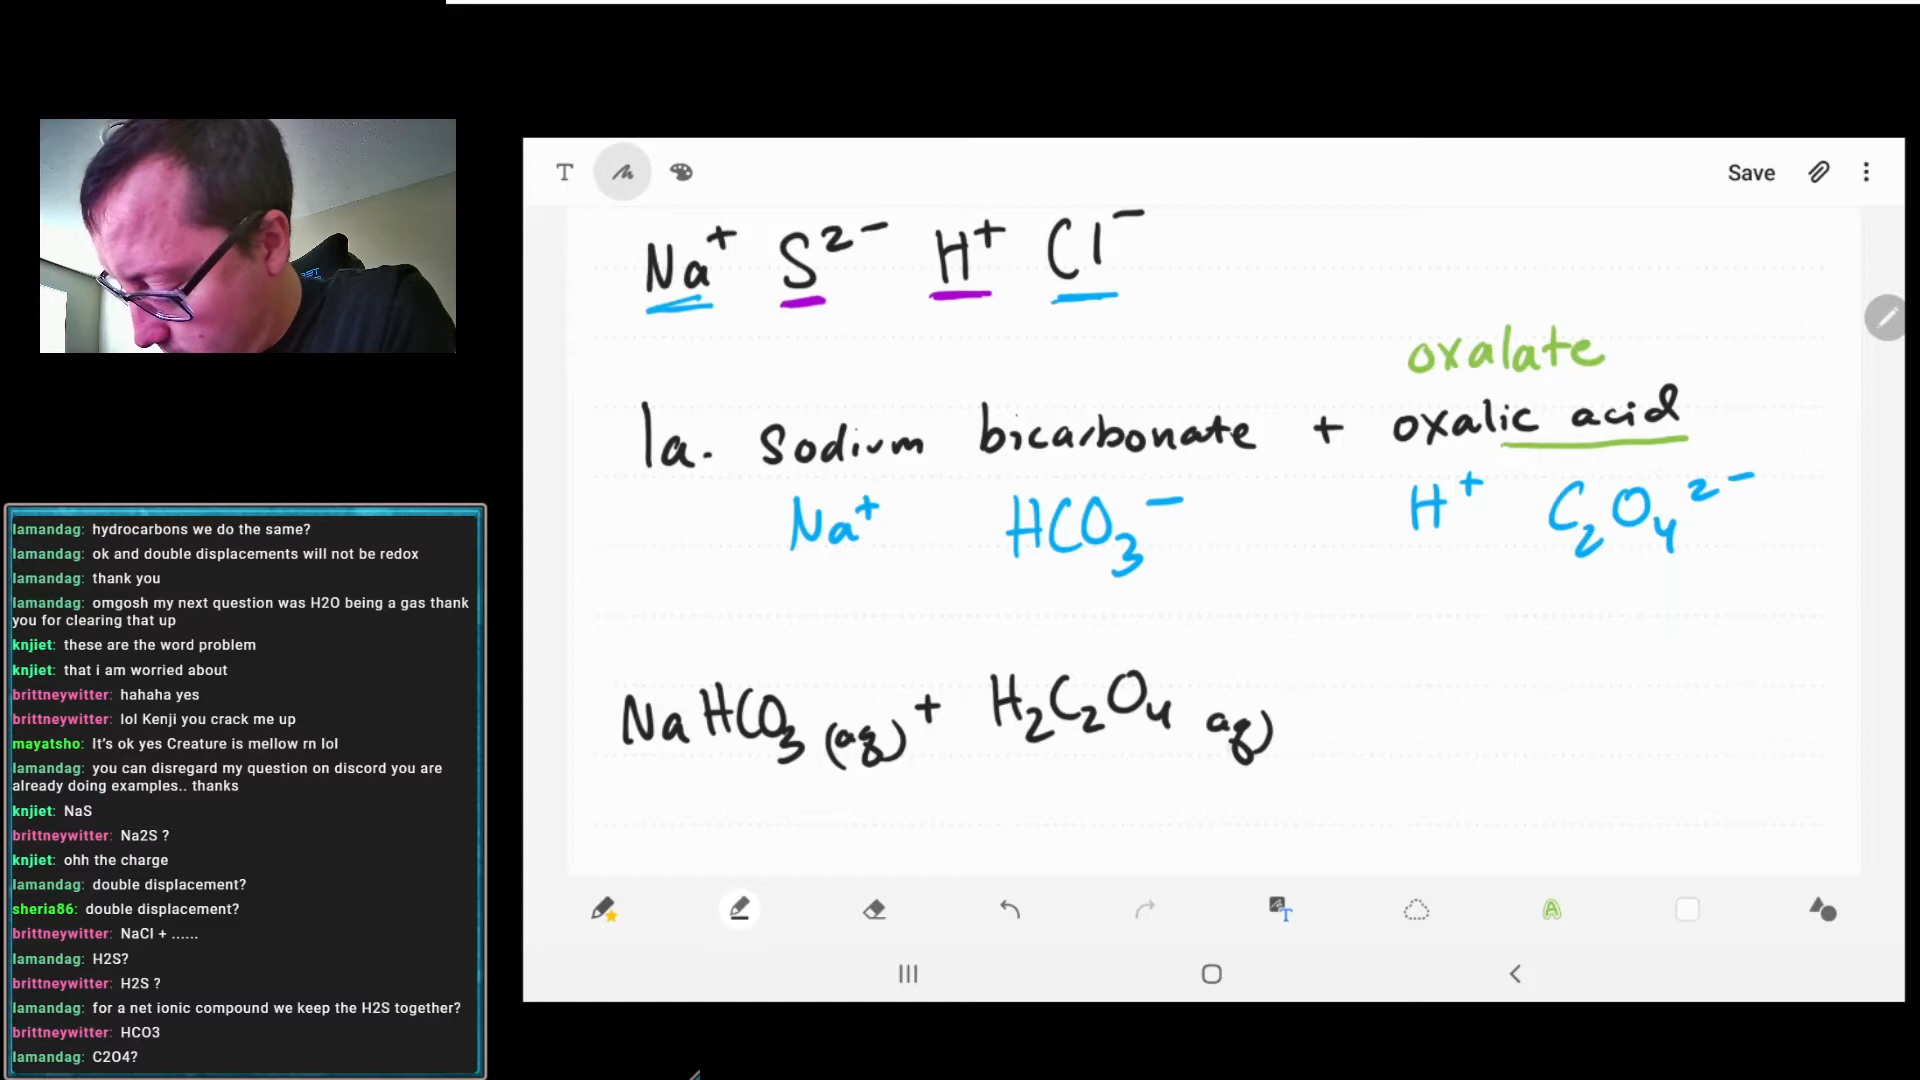 T
Save
Na⁺ S²⁻ H⁺ Cl⁻
oxalate
1a. Sodium bicarbonate + oxalic acid
Na⁺ HCO₃⁻ H⁺ C₂O₄²⁻
NaHCO₃ (aq) + H₂C₂O₄ aq)
lamandag: hydrocarbons we do the same?
lamandag: ok and double displacements will not be redox
lamandag: thank you
lamandag: omgosh my next question was H2O being a gas thank
you for clearing that up
knjiet: these are the word problem
knjiet: that i am worried about
brittneywitter: hahaha yes
brittneywitter: lol Kenji you crack me up
mayatsho: It's ok yes Creature is mellow rn lol
lamandag: you can disregard my question on discord you are
already doing examples.. thanks
knjiet: NaS
brittneywitter: Na2S ?
knjiet: ohh the charge
lamandag: double displacement?
sheria86: double displacement?
brittneywitter: NaCl + ......
lamandag: H2S?
brittneywitter: H2S ?
lamandag: for a net ionic compound we keep the H2S together?
brittneywitter: HCO3
lamandag: C2O4?